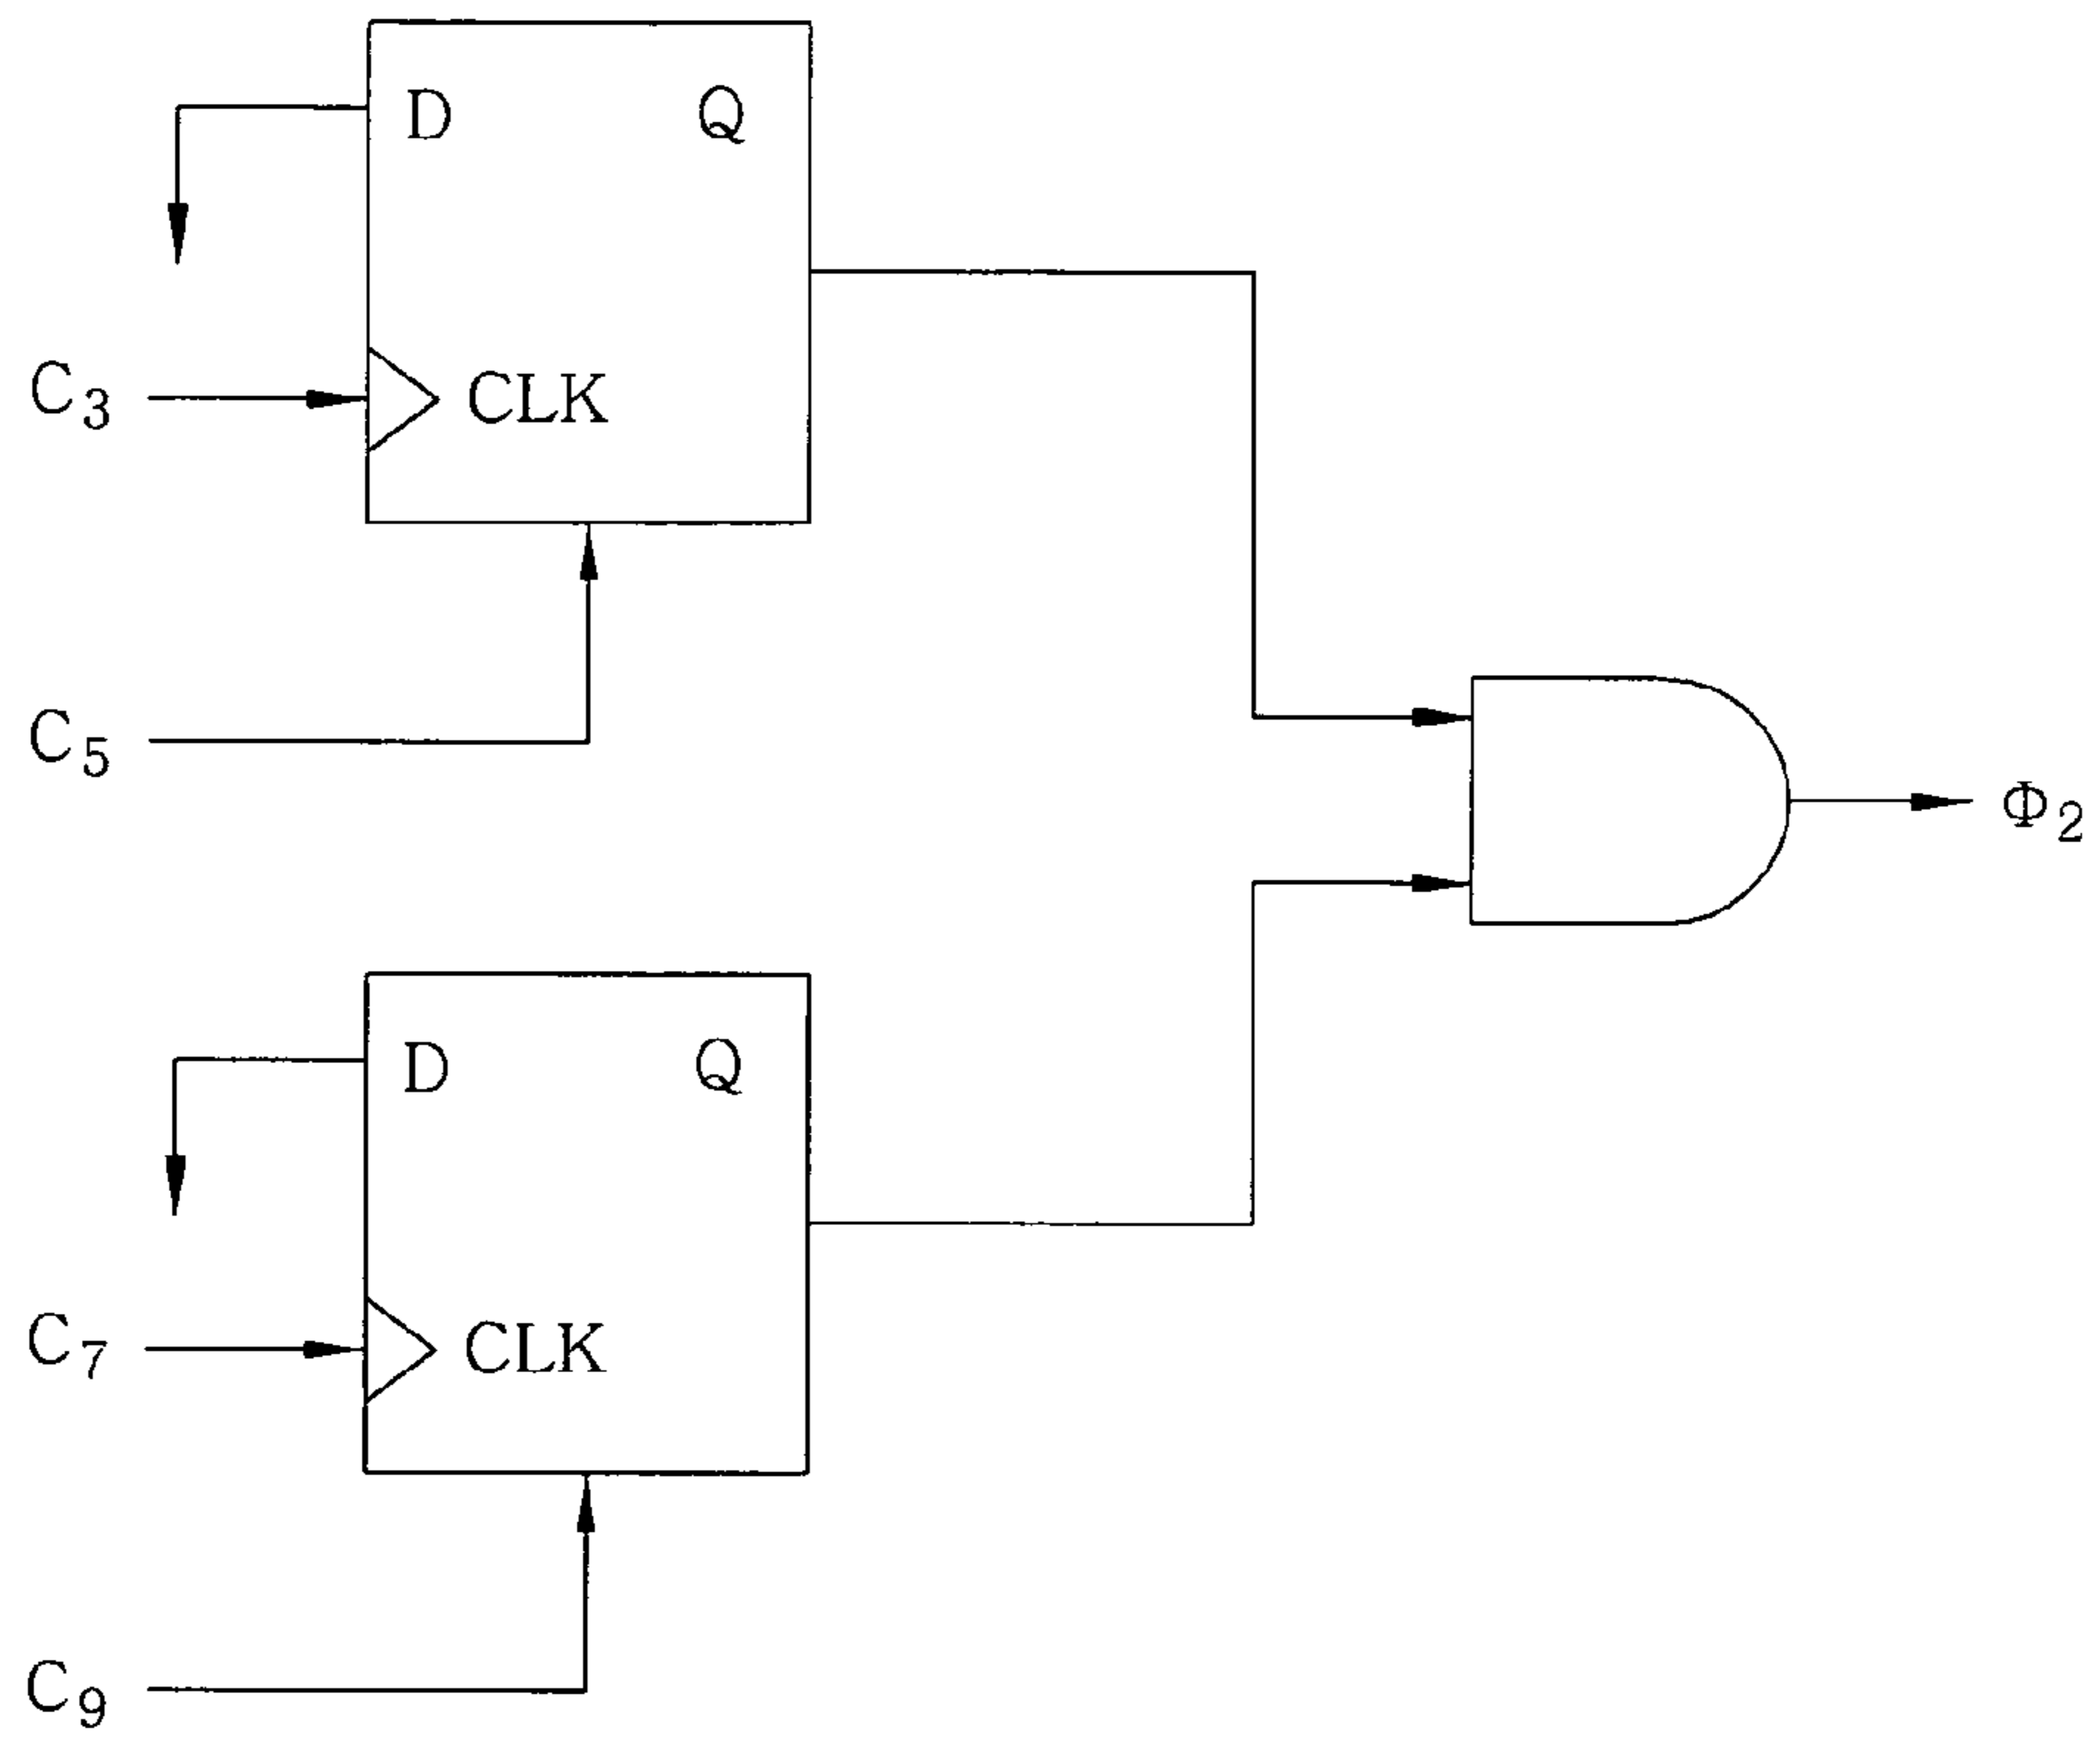 D Q
C₃ CLK
C₅
Φ₂
D Q
C₇ CLK
C₉